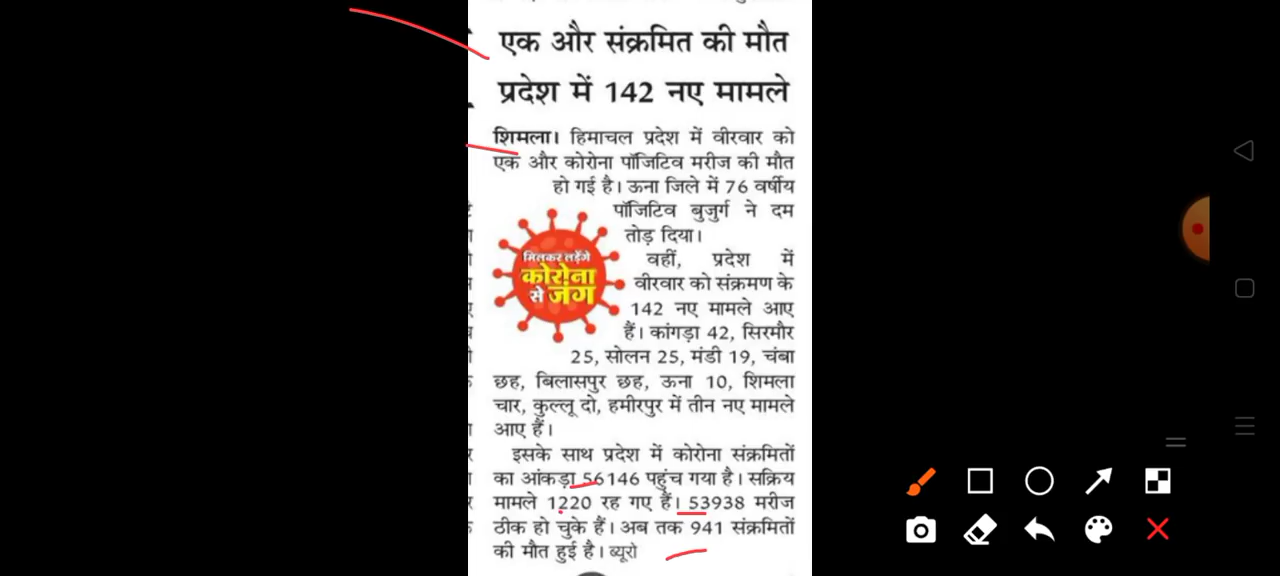 एक और संक्रमित की मौत
प्रदेश में 142 नए मामले
शिमला। हिमाचल प्रदेश में वीरवार को
एक और कोरोना पॉजिटिव मरीज की मौत
हो गई है। ऊना जिले में 76 वर्षीय
पॉजिटिव बुजुर्ग ने दम
तोड़ दिया।
वहीं, प्रदेश में
वीरवार को संक्रमण के
142 नए मामले आए
हैं। कांगड़ा 42, सिरमौर
25, सोलन 25, मंडी 19, चंबा
छह, बिलासपुर छह, ऊना 10, शिमला
चार, कुल्लू दो, हमीरपुर में तीन नए मामले
आए हैं।
इसके साथ प्रदेश में कोरोना संक्रमितों
का आंकड़ा 56146 पहुंच गया है। सक्रिय
मामले 1220 रह गए हैं। 53938 मरीज
ठीक हो चुके हैं। अब तक 941 संक्रमितों
की मौत हुई है। ब्यूरो
मिलकर लड़ेंगे
कोरोना
से जंग